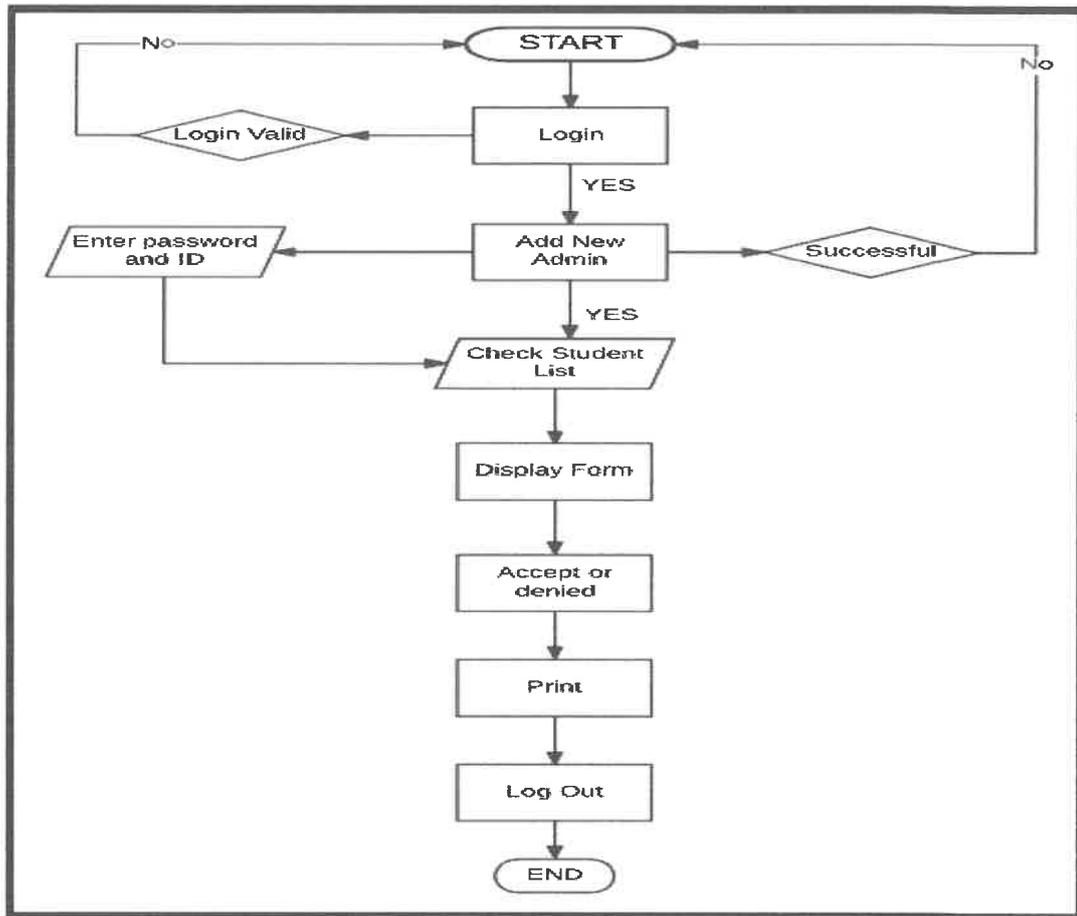 No
START
No
Login Valid
Login
YES
Enter password
and ID
Add New
Admin
Successful
YES
Check Student
List
Display Form
Accept or
denied
Print
Log Out
END